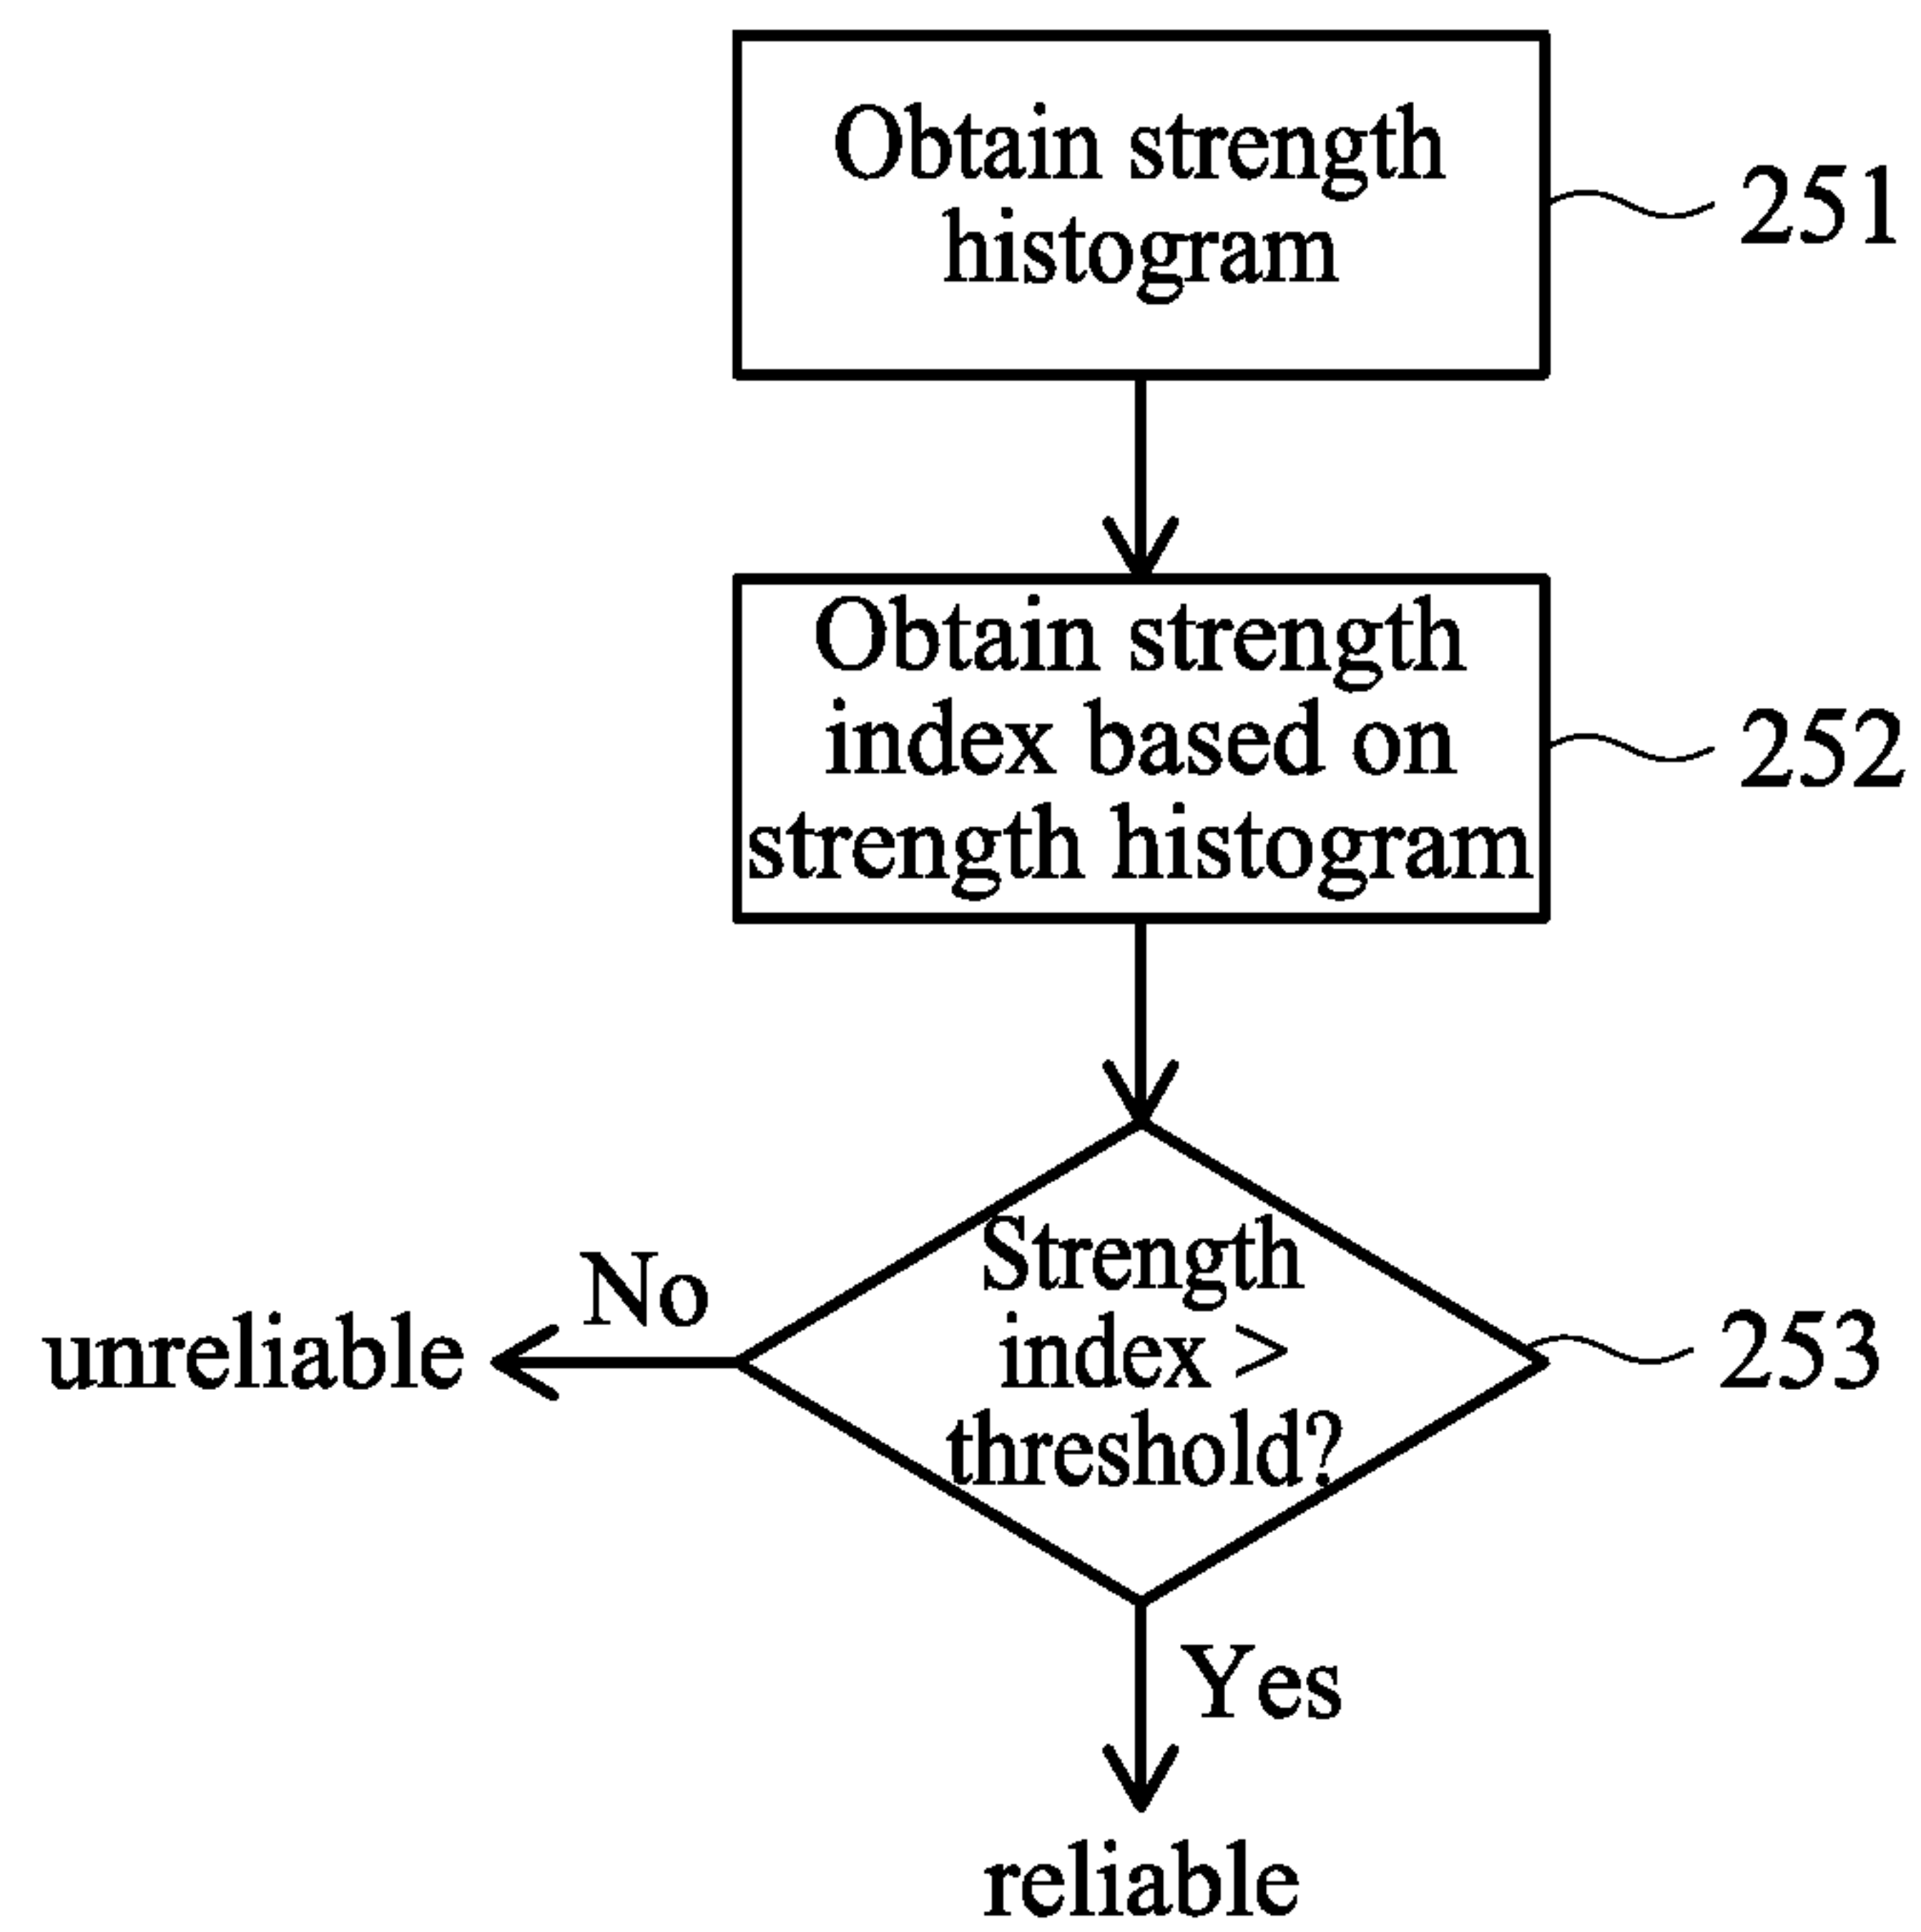 Obtain strength
histogram
251
Obtain strength
index based on
strength histogram
252
Strength
index >
threshold?
253
No
unreliable
Yes
reliable